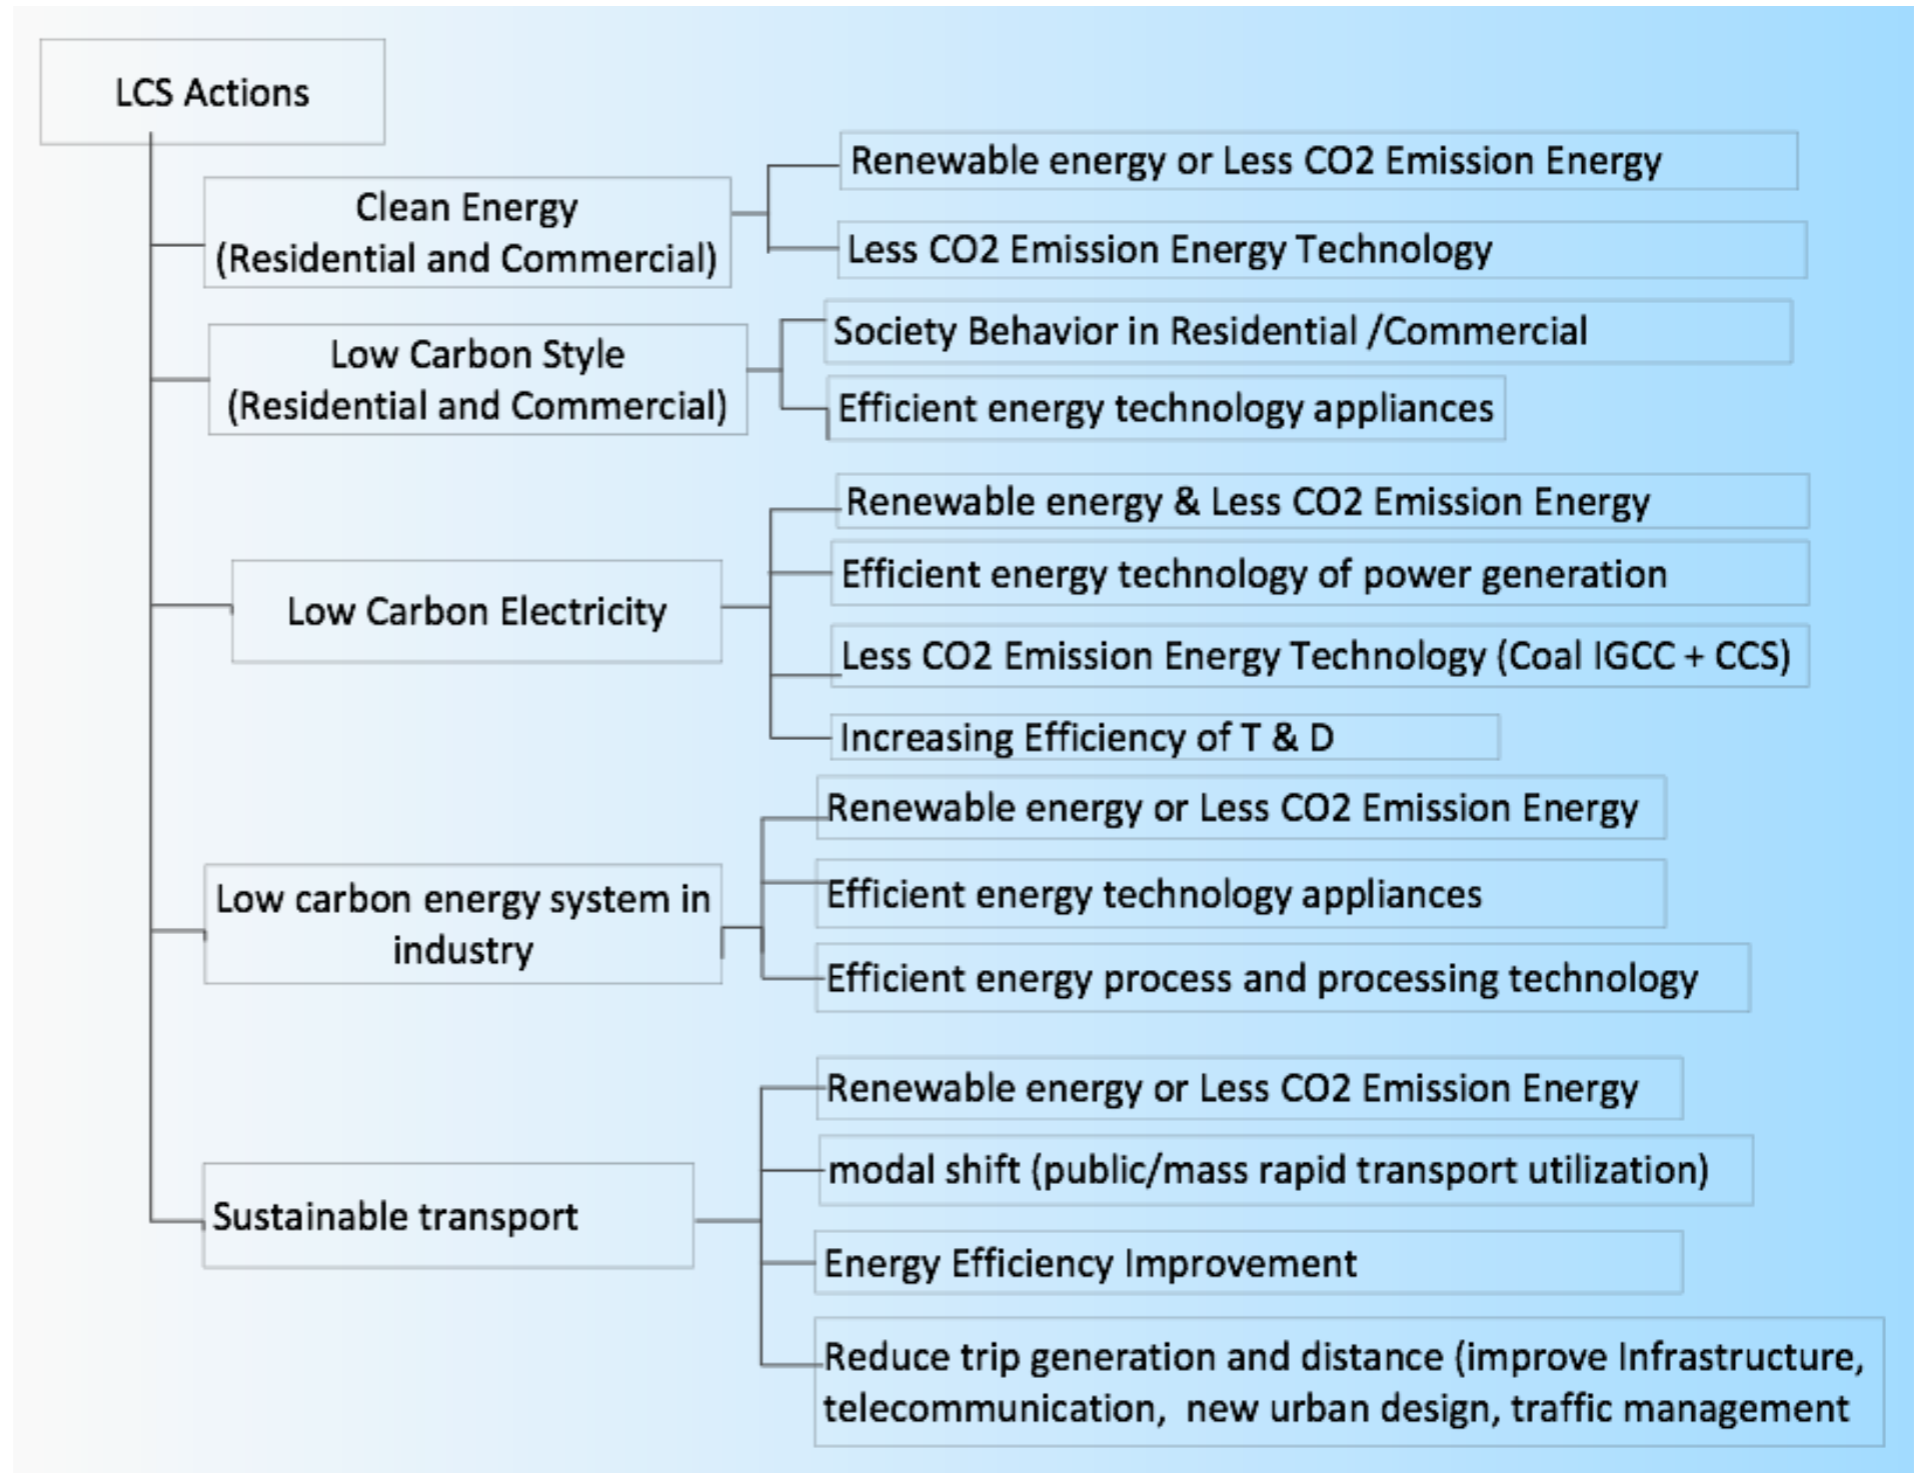 LCS Actions
Clean Energy
(Residential and Commercial)
Renewable energy or Less CO2 Emission Energy
Less CO2 Emission Energy Technology
Low Carbon Style
(Residential and Commercial)
Society Behavior in Residential /Commercial
Efficient energy technology appliances
Low Carbon Electricity
Renewable energy & Less CO2 Emission Energy
Efficient energy technology of power generation
Less CO2 Emission Energy Technology (Coal IGCC + CCS)
Increasing Efficiency of T & D
Low carbon energy system in
industry
Renewable energy or Less CO2 Emission Energy
Efficient energy technology appliances
Efficient energy process and processing technology
Sustainable transport
Renewable energy or Less CO2 Emission Energy
modal shift (public/mass rapid transport utilization)
Energy Efficiency Improvement
Reduce trip generation and distance (improve Infrastructure,
telecommunication, new urban design, traffic management